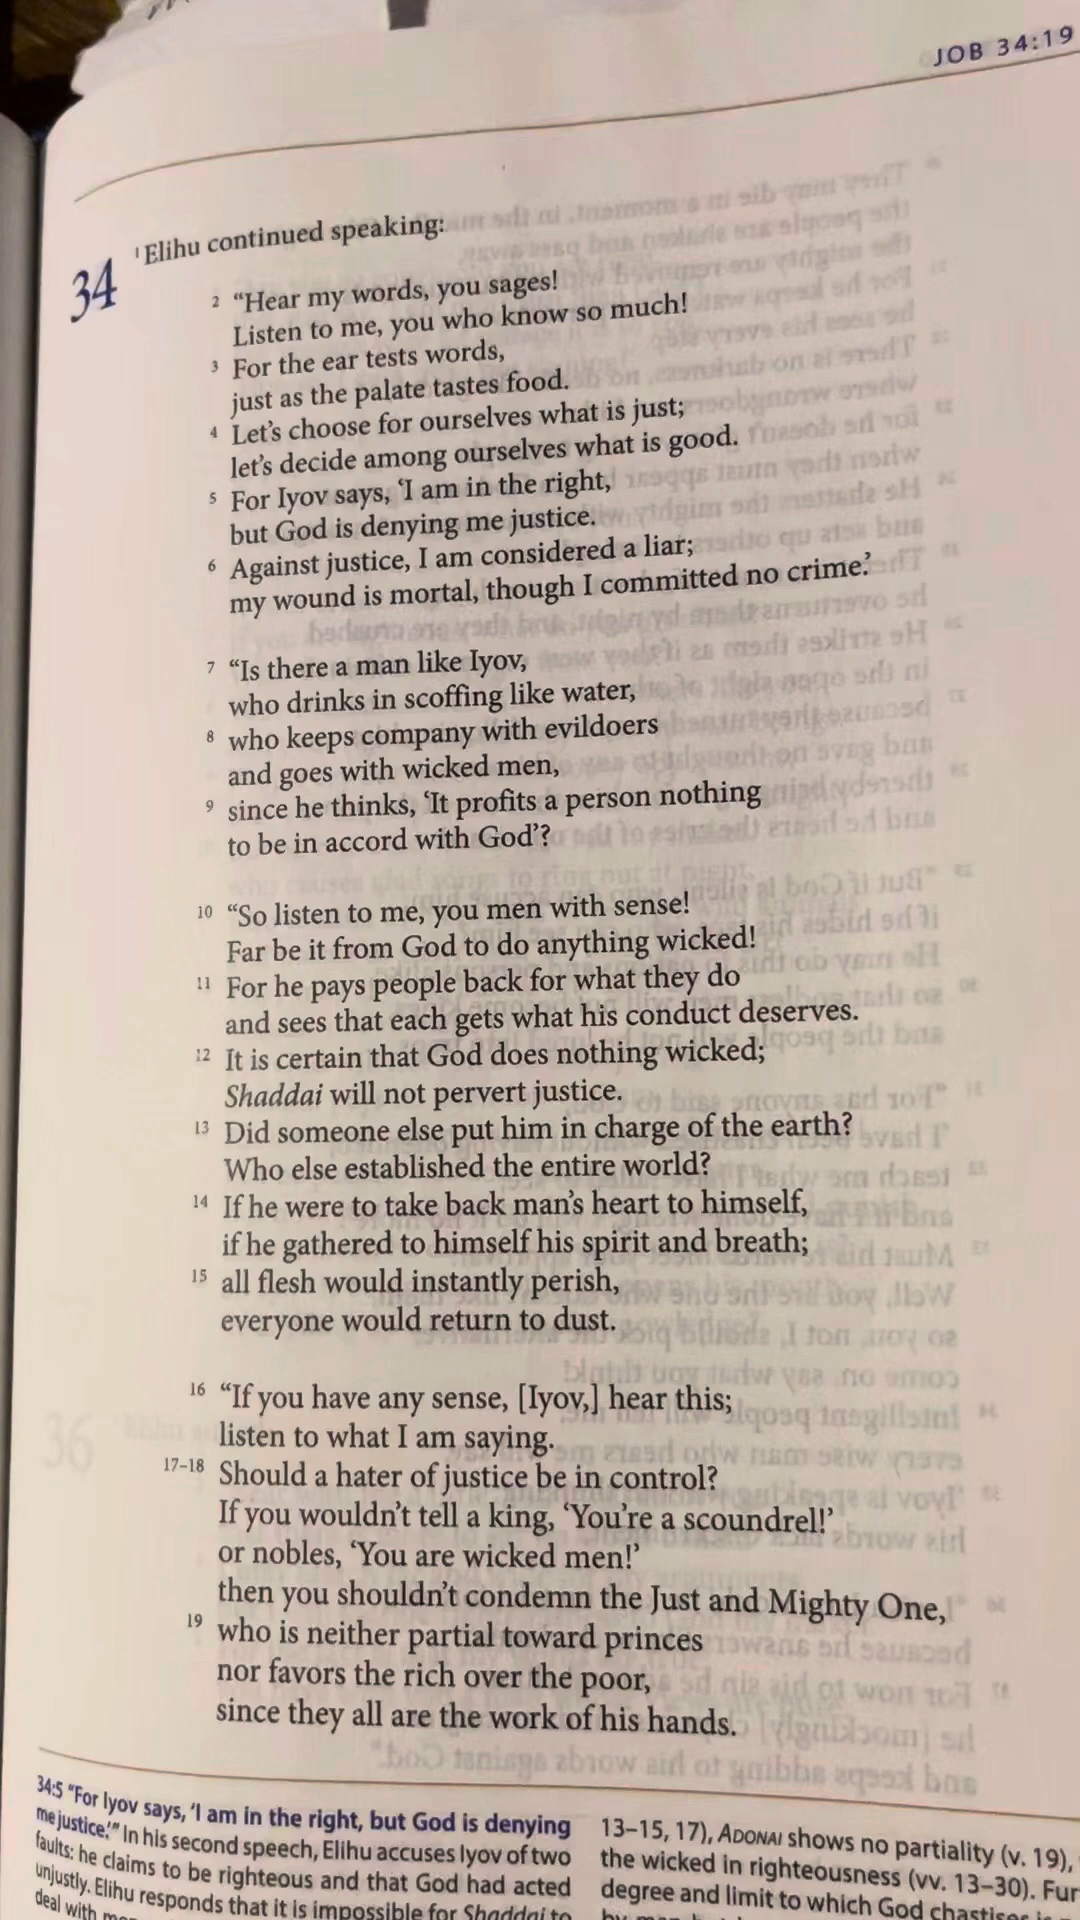 JOB 34:19
34 1 Elihu continued speaking:
2 “Hear my words, you sages!
Listen to me, you who know so much!
3 For the ear tests words,
just as the palate tastes food.
4 Let’s choose for ourselves what is just;
let’s decide among ourselves what is good.
5 For Iyov says, ‘I am in the right,
but God is denying me justice.
6 Against justice, I am considered a liar;
my wound is mortal, though I committed no crime.’
7 “Is there a man like Iyov,
who drinks in scoffing like water,
8 who keeps company with evildoers
and goes with wicked men,
9 since he thinks, ‘It profits a person nothing
to be in accord with God’?
10 “So listen to me, you men with sense!
Far be it from God to do anything wicked!
11 For he pays people back for what they do
and sees that each gets what his conduct deserves.
12 It is certain that God does nothing wicked;
Shaddai will not pervert justice.
13 Did someone else put him in charge of the earth?
Who else established the entire world?
14 If he were to take back man’s heart to himself,
if he gathered to himself his spirit and breath;
15 all flesh would instantly perish,
everyone would return to dust.
16 “If you have any sense, [Iyov,] hear this;
listen to what I am saying.
17–18 Should a hater of justice be in control?
If you wouldn’t tell a king, ‘You’re a scoundrel!’
or nobles, ‘You are wicked men!’
then you shouldn’t condemn the Just and Mighty One,
19 who is neither partial toward princes
nor favors the rich over the poor,
since they all are the work of his hands.
34:5 “For Iyov says, ‘I am in the right, but God is denying
me justice.’” In his second speech, Elihu accuses Iyov of two
faults: he claims to be righteous and that God had acted
unjustly. Elihu responds that it is impossible for Shaddai to
deal with
13–15, 17), ADONAI shows no partiality (v. 19),
the wicked in righteousness (vv. 13–30). Fur
degree and limit to which God chastises